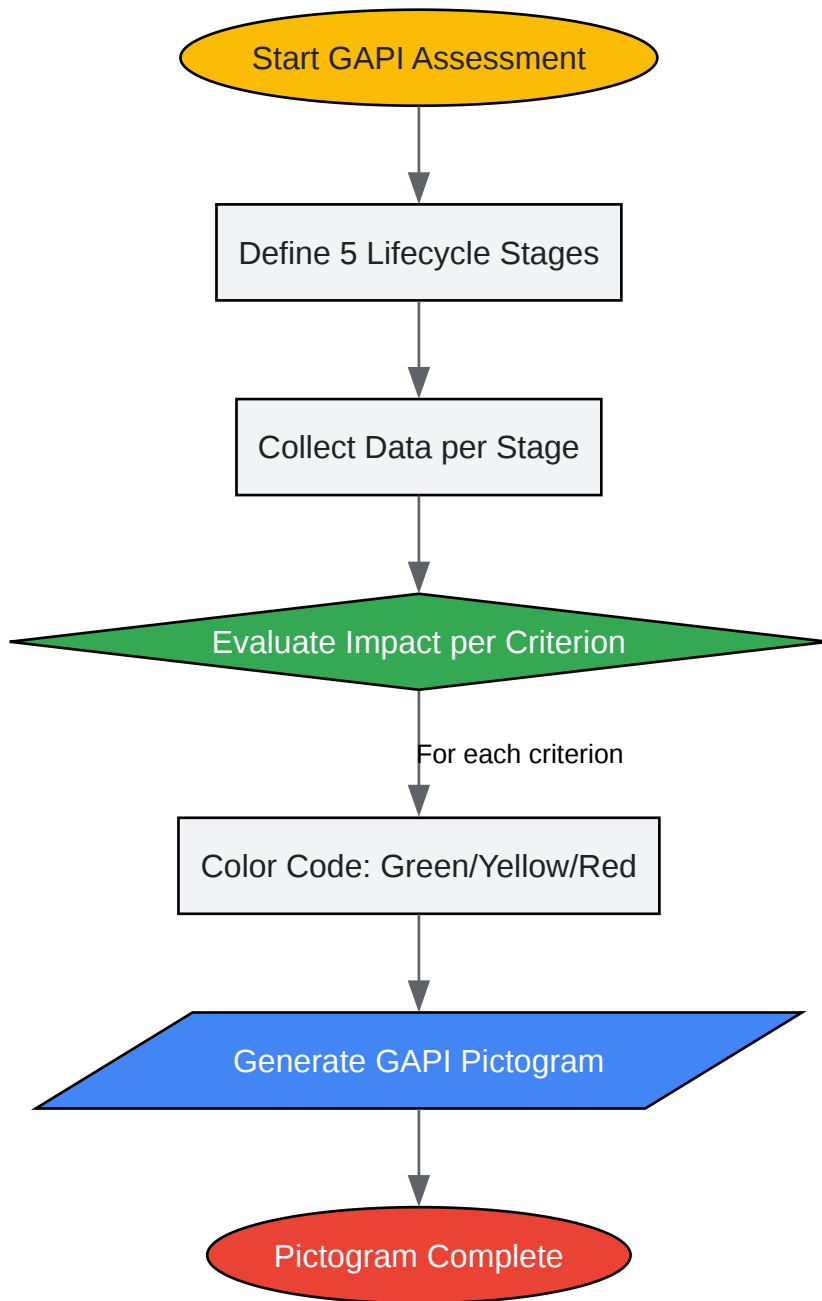 Start GAPI Assessment
Define 5 Lifecycle Stages
Collect Data per Stage
Evaluate Impact per Criterion
For each criterion
Color Code: Green/Yellow/Red
Generate GAPI Pictogram
Pictogram Complete